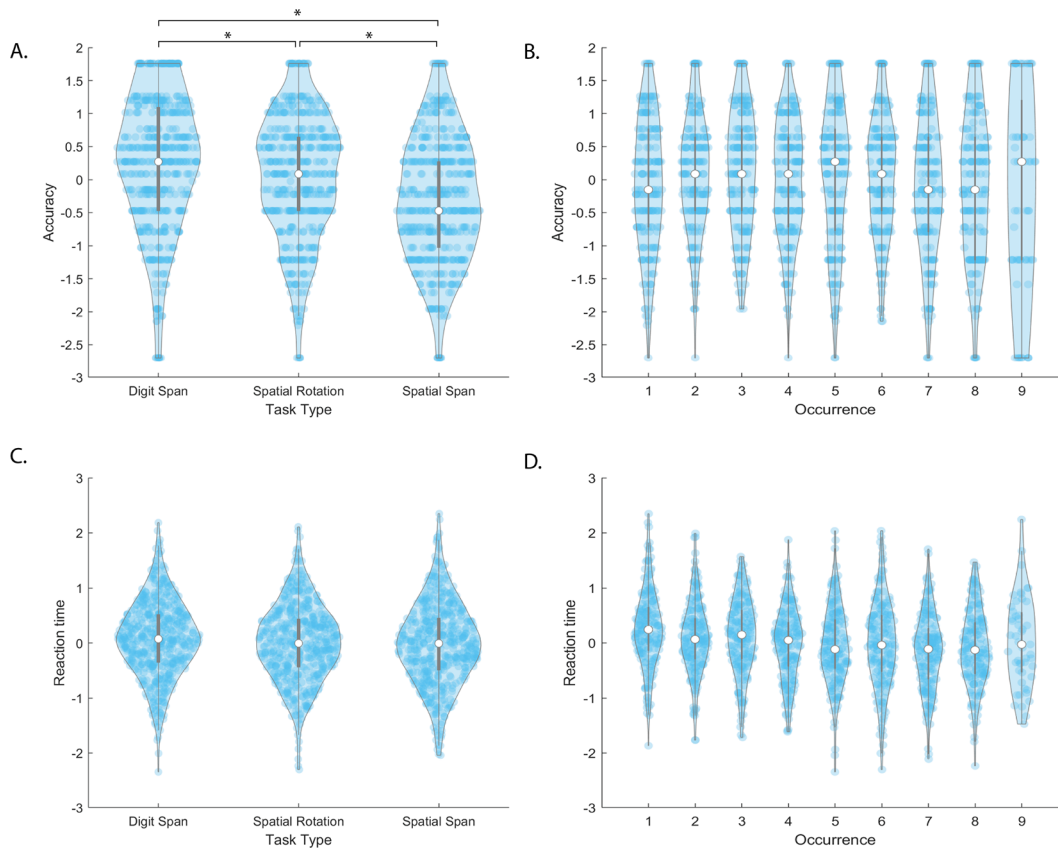 *
* *
A.
2
1.5
1
0.5
0
-0.5
-1
-1.5
-2
-2.5
-3
Accuracy
Digit Span Spatial Rotation Spatial Span
Task Type
B.
2
1.5
1
0.5
0
-0.5
-1
-1.5
-2
-2.5
-3
Accuracy
1 2 3 4 5 6 7 8 9
Occurrence
C.
3
2
1
0
-1
-2
-3
Reaction time
Digit Span Spatial Rotation Spatial Span
Task Type
D.
3
2
1
0
-1
-2
-3
Reaction time
1 2 3 4 5 6 7 8 9
Occurrence